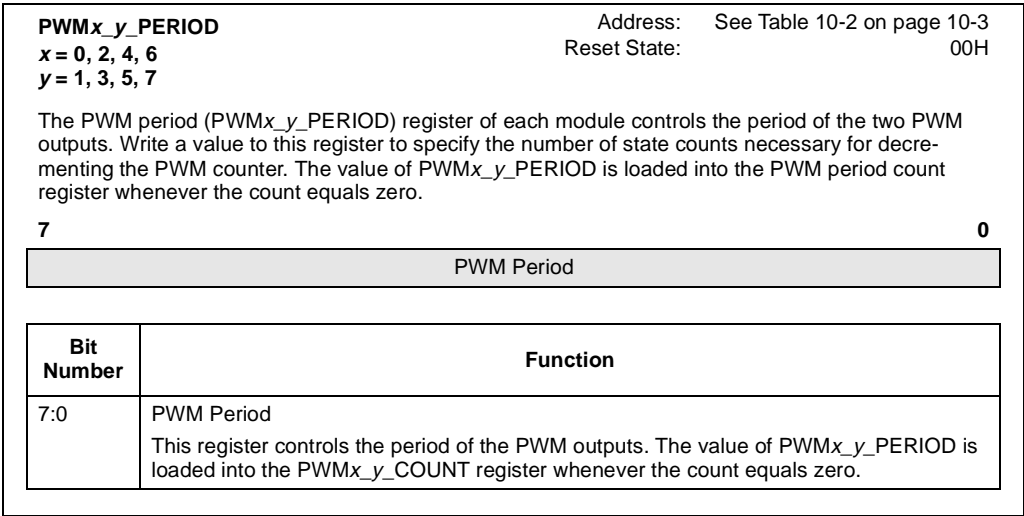 PWMx_y_PERIOD
x = 0, 2, 4, 6
y = 1, 3, 5, 7
Address: See Table 10-2 on page 10-3
Reset State: 00H
The PWM period (PWMx_y_PERIOD) register of each module controls the period of the two PWM
outputs. Write a value to this register to specify the number of state counts necessary for decre-
menting the PWM counter. The value of PWMx_y_PERIOD is loaded into the PWM period count
register whenever the count equals zero.
7 0
PWM Period
Bit
Number
Function
7:0 PWM Period
This register controls the period of the PWM outputs. The value of PWMx_y_PERIOD is
loaded into the PWMx_y_COUNT register whenever the count equals zero.